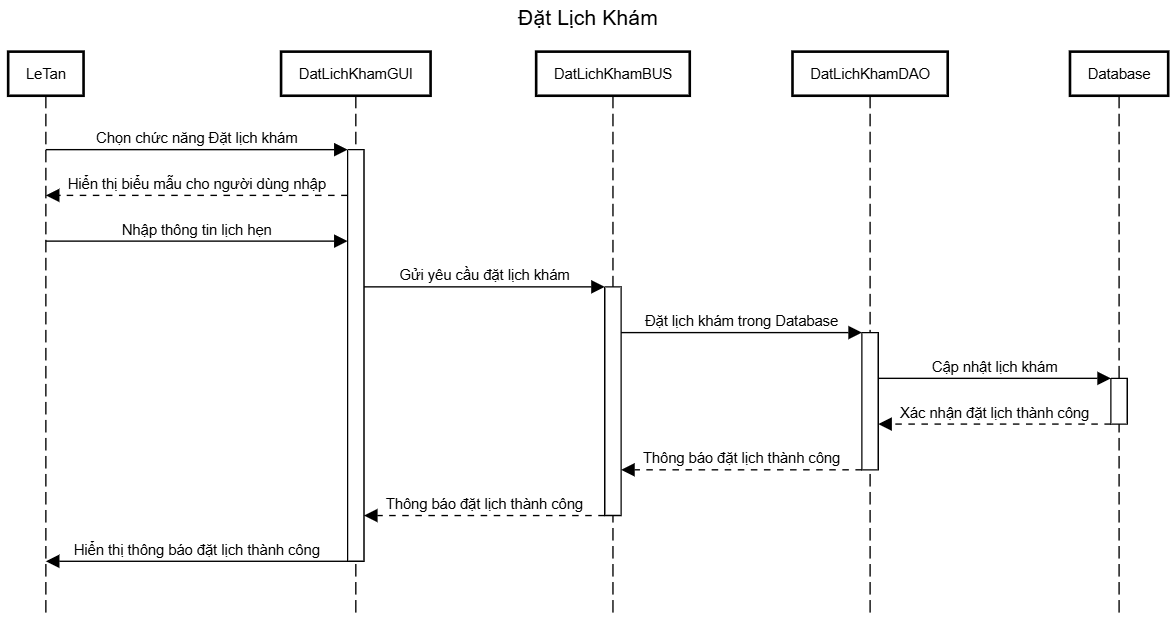 Đặt Lịch Khám
LeTan
DatLichKhamGUI
DatLichKhamBUS
DatLichKhamDAO
Database
Chọn chức năng Đặt lịch khám
Hiển thị biểu mẫu cho người dùng nhập
Nhập thông tin lịch hẹn
Gửi yêu cầu đặt lịch khám
Đặt lịch khám trong Database
Cập nhật lịch khám
Xác nhận đặt lịch thành công
Thông báo đặt lịch thành công
Thông báo đặt lịch thành công
Hiển thị thông báo đặt lịch thành công